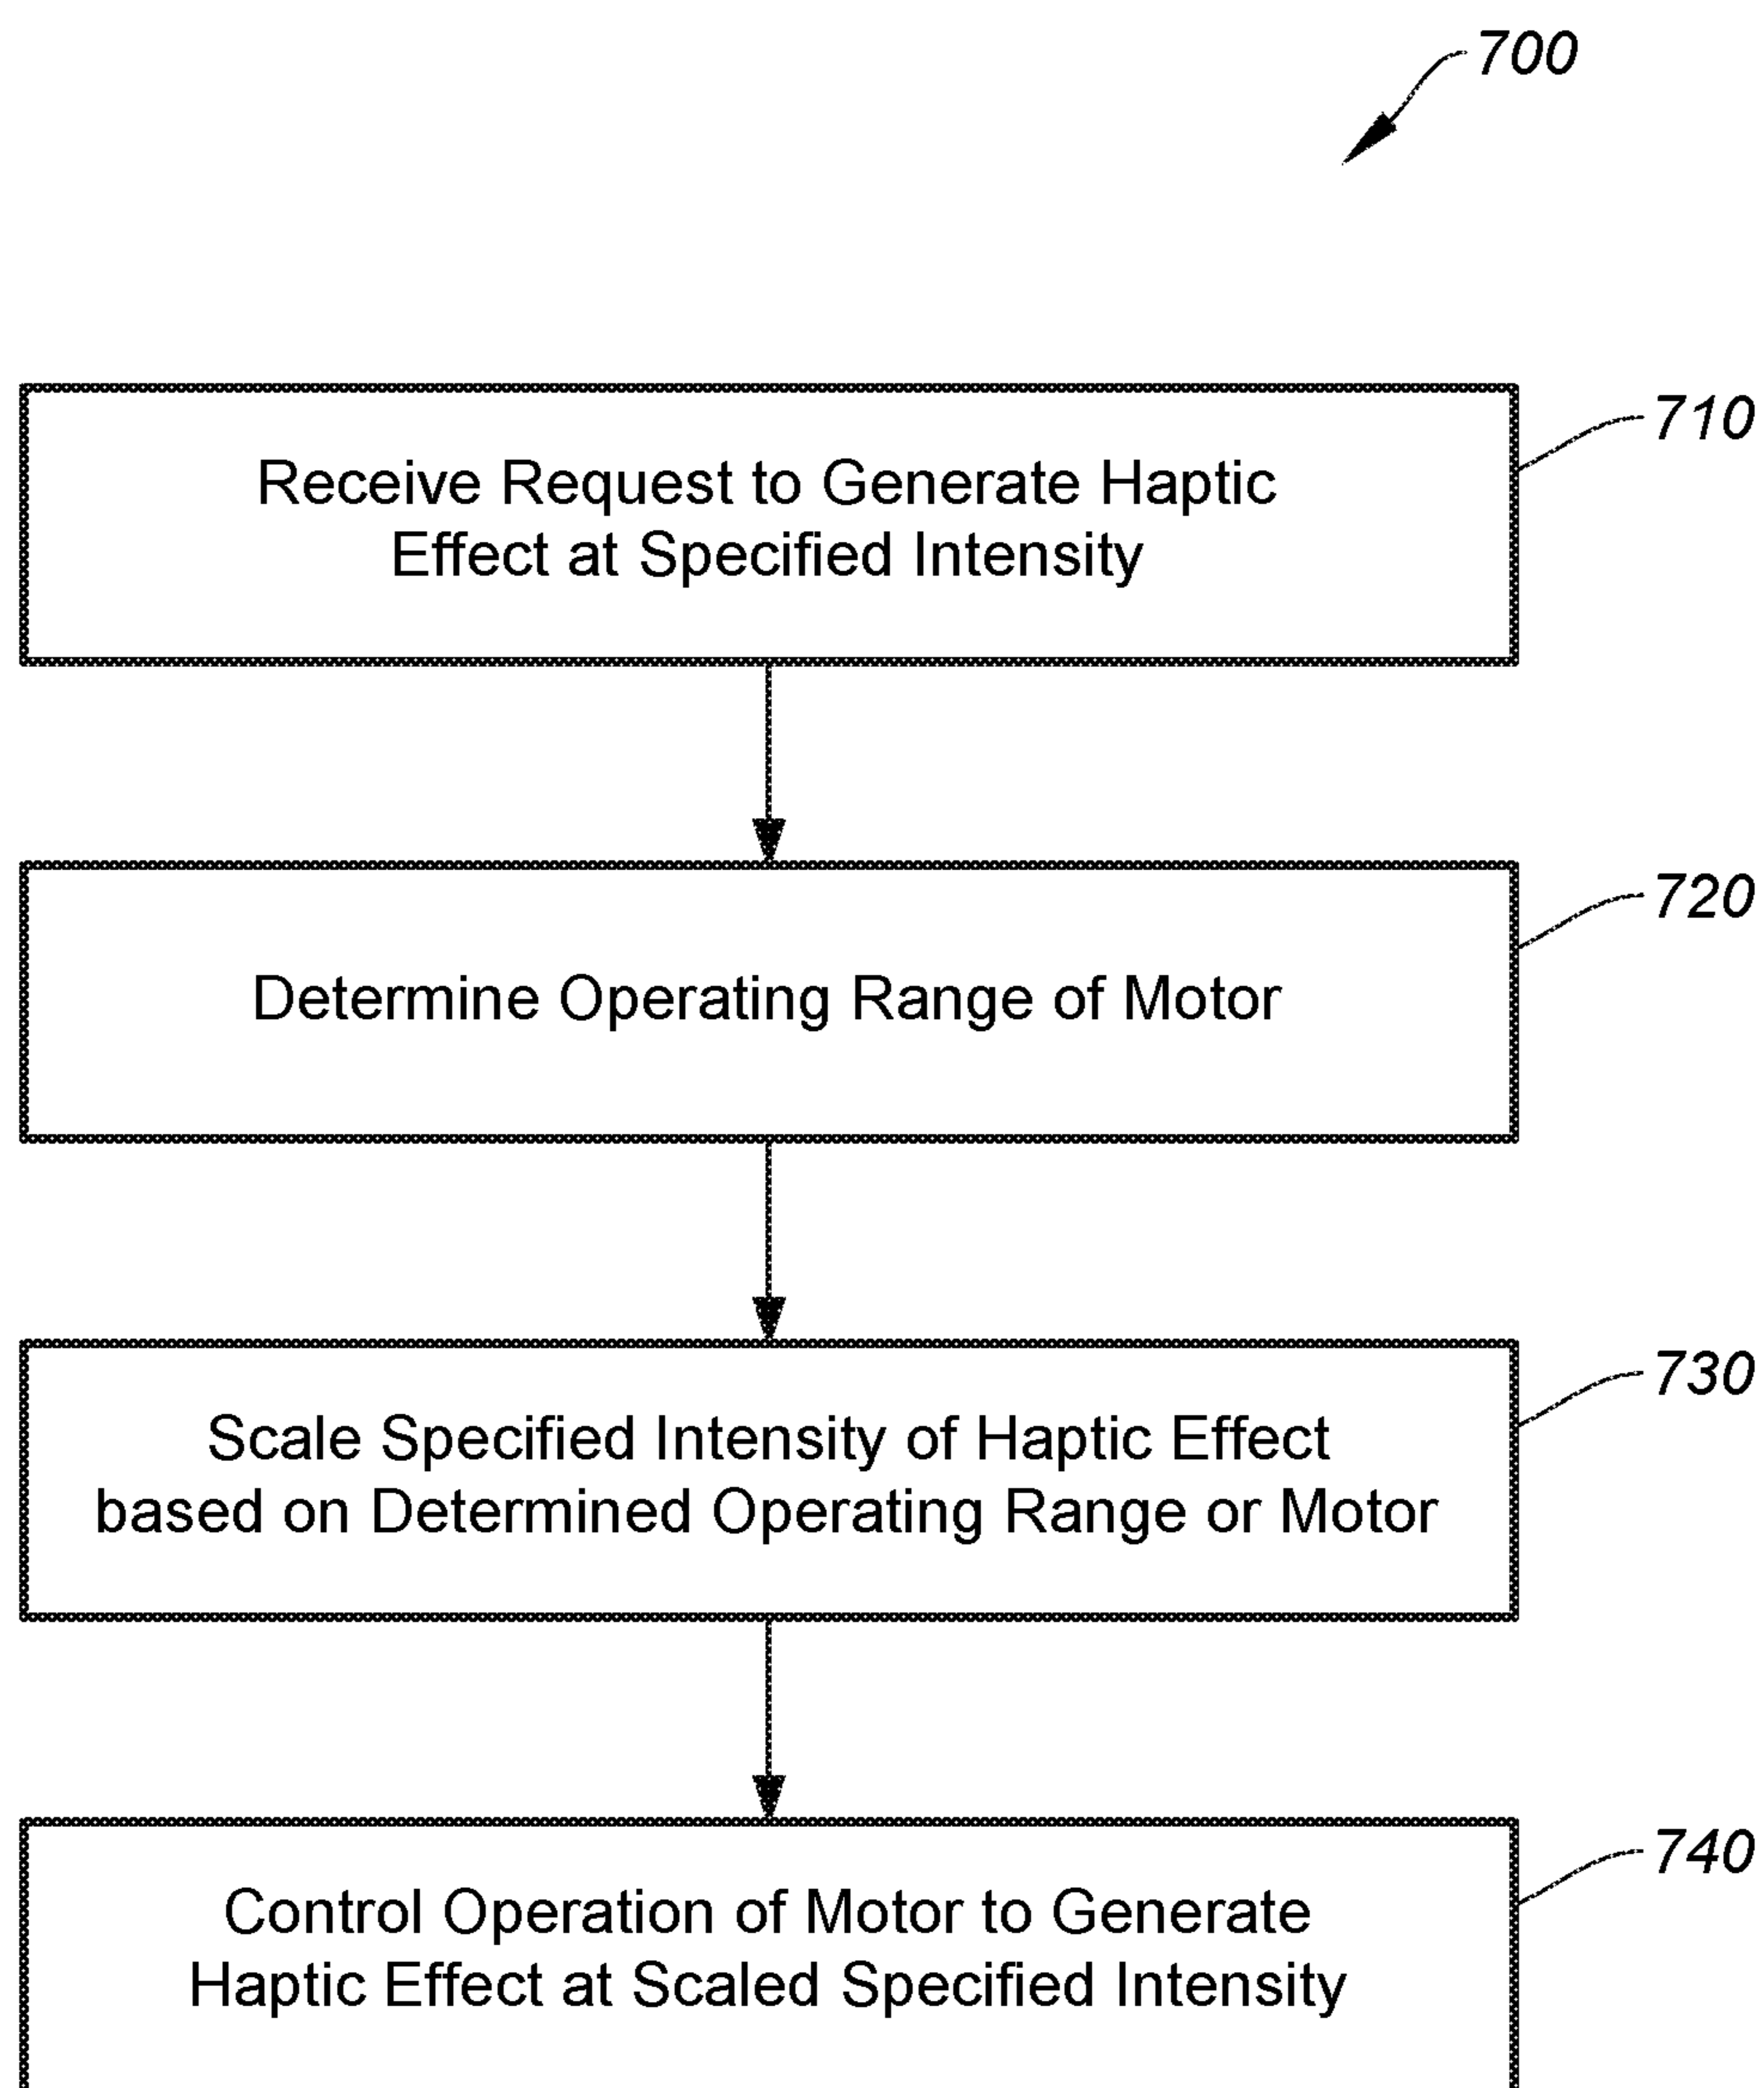 700
710
Receive Request to Generate Haptic
Effect at Specified Intensity
720
Determine Operating Range of Motor
730
Scale Specified Intensity of Haptic Effect
based on Determined Operating Range or Motor
740
Control Operation of Motor to Generate
Haptic Effect at Scaled Specified Intensity